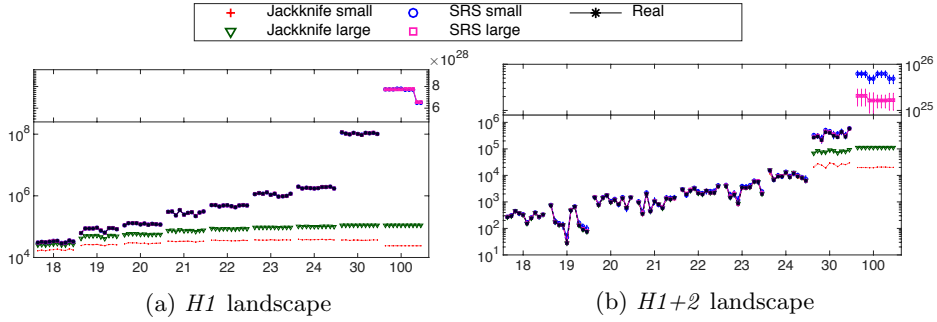 Jackknife small SRS small Real
Jackknife large SRS large
×10^28
8
6
10^8
10^6
10^4
18 19 20 21 22 23 24 30 100
(a) H1 landscape
10^26
10^25
10^6
10^5
10^4
10^3
10^2
10^1
18 19 20 21 22 23 24 30 100
(b) H1+2 landscape